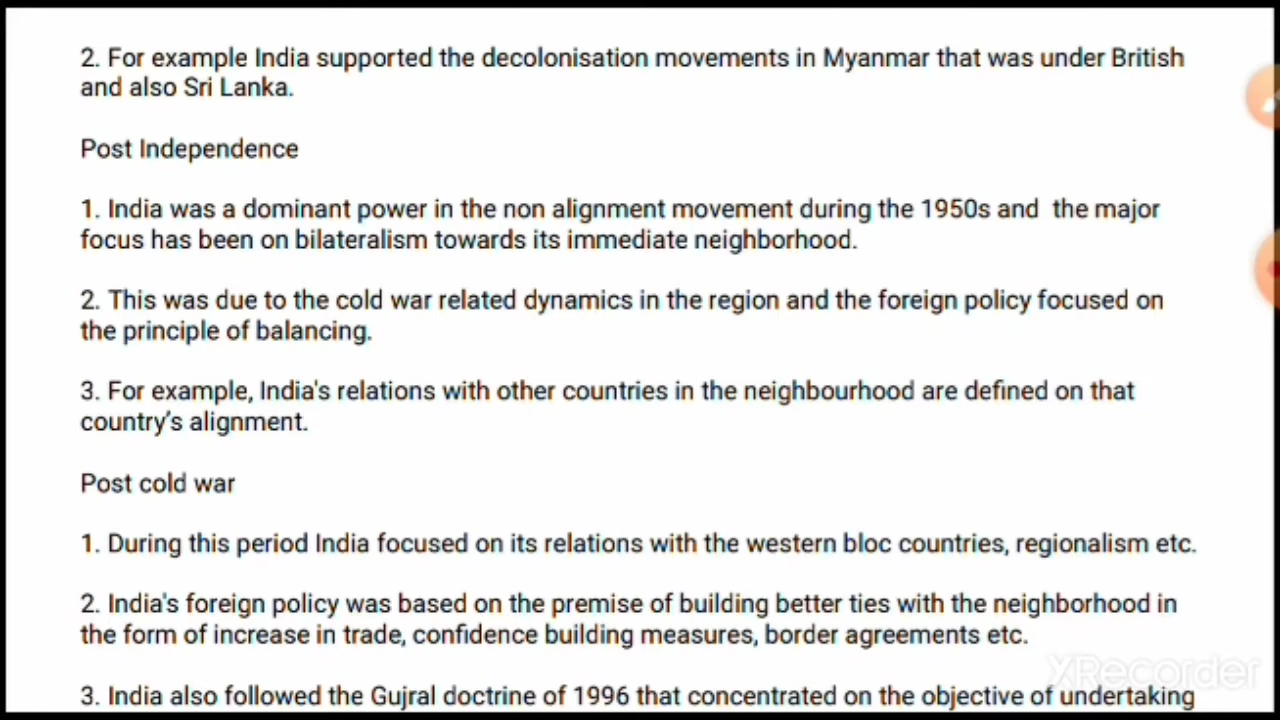 2. For example India supported the decolonisation movements in Myanmar that was under British
and also Sri Lanka.
Post Independence
1. India was a dominant power in the non alignment movement during the 1950s and  the major
focus has been on bilateralism towards its immediate neighborhood.
2. This was due to the cold war related dynamics in the region and the foreign policy focused on
the principle of balancing.
3. For example, India's relations with other countries in the neighbourhood are defined on that
country’s alignment.
Post cold war
1. During this period India focused on its relations with the western bloc countries, regionalism etc.
2. India's foreign policy was based on the premise of building better ties with the neighborhood in
the form of increase in trade, confidence building measures, border agreements etc.
3. India also followed the Gujral doctrine of 1996 that concentrated on the objective of undertaking
XRecorder